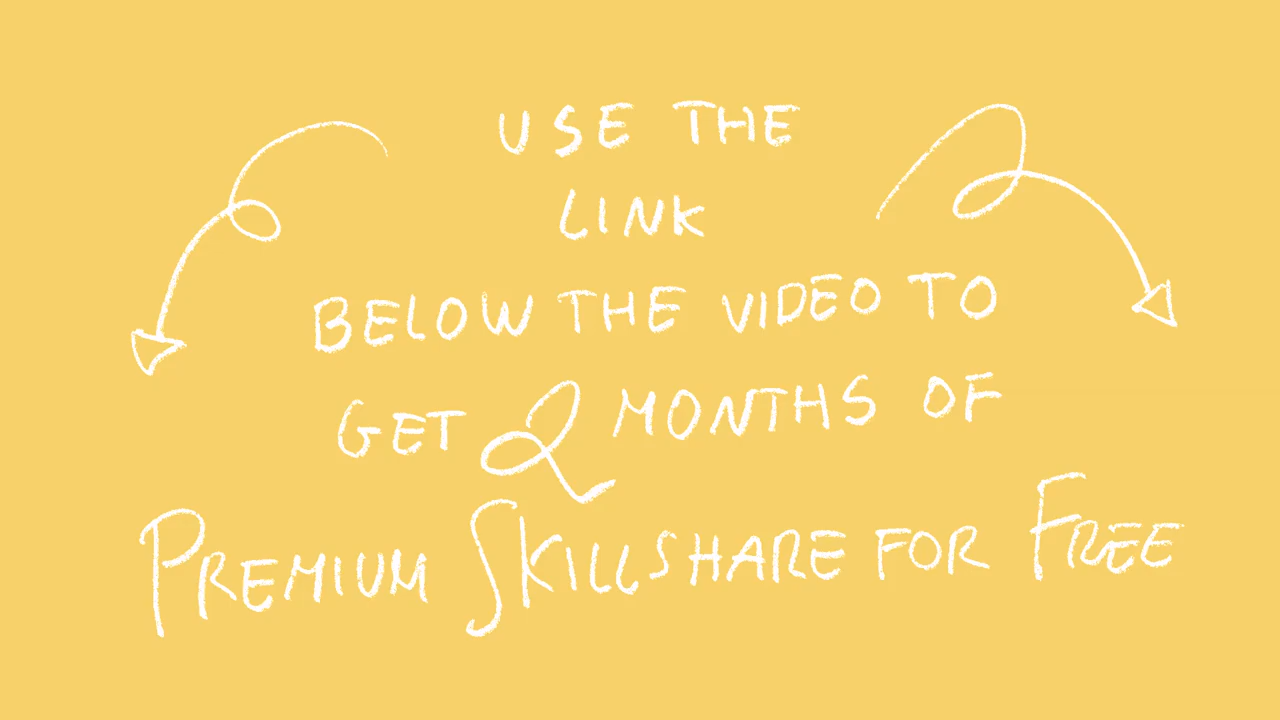 USE THE
LINK
BELOW THE VIDEO TO
GET 2 MONTHS OF
PREMIUM SKILLSHARE FOR FREE